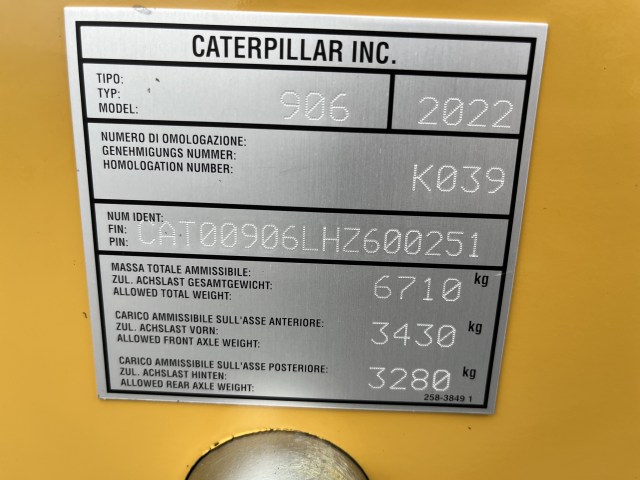 CATERPILLAR INC.
TIPO:
TYP:
MODEL: 906 2022
NUMERO DI OMOLOGAZIONE:
GENEHMIGUNGS NUMMER:
HOMOLOGATION NUMBER: K039
NUM IDENT:
FIN:
PIN: CAT00906LHZ600251
MASSA TOTALE AMMISSIBILE:
ZUL. ACHSLAST GESAMTGEWICHT: 6710 kg
ALLOWED TOTAL WEIGHT:
CARICO AMMISSIBILE SULL'ASSE ANTERIORE:
ZUL. ACHSLAST VORN: 3430 kg
ALLOWED FRONT AXLE WEIGHT:
CARICO AMMISSIBILE SULL'ASSE POSTERIORE:
ZUL. ACHSLAST HINTEN: 3280 kg
ALLOWED REAR AXLE WEIGHT:
258-3849 1